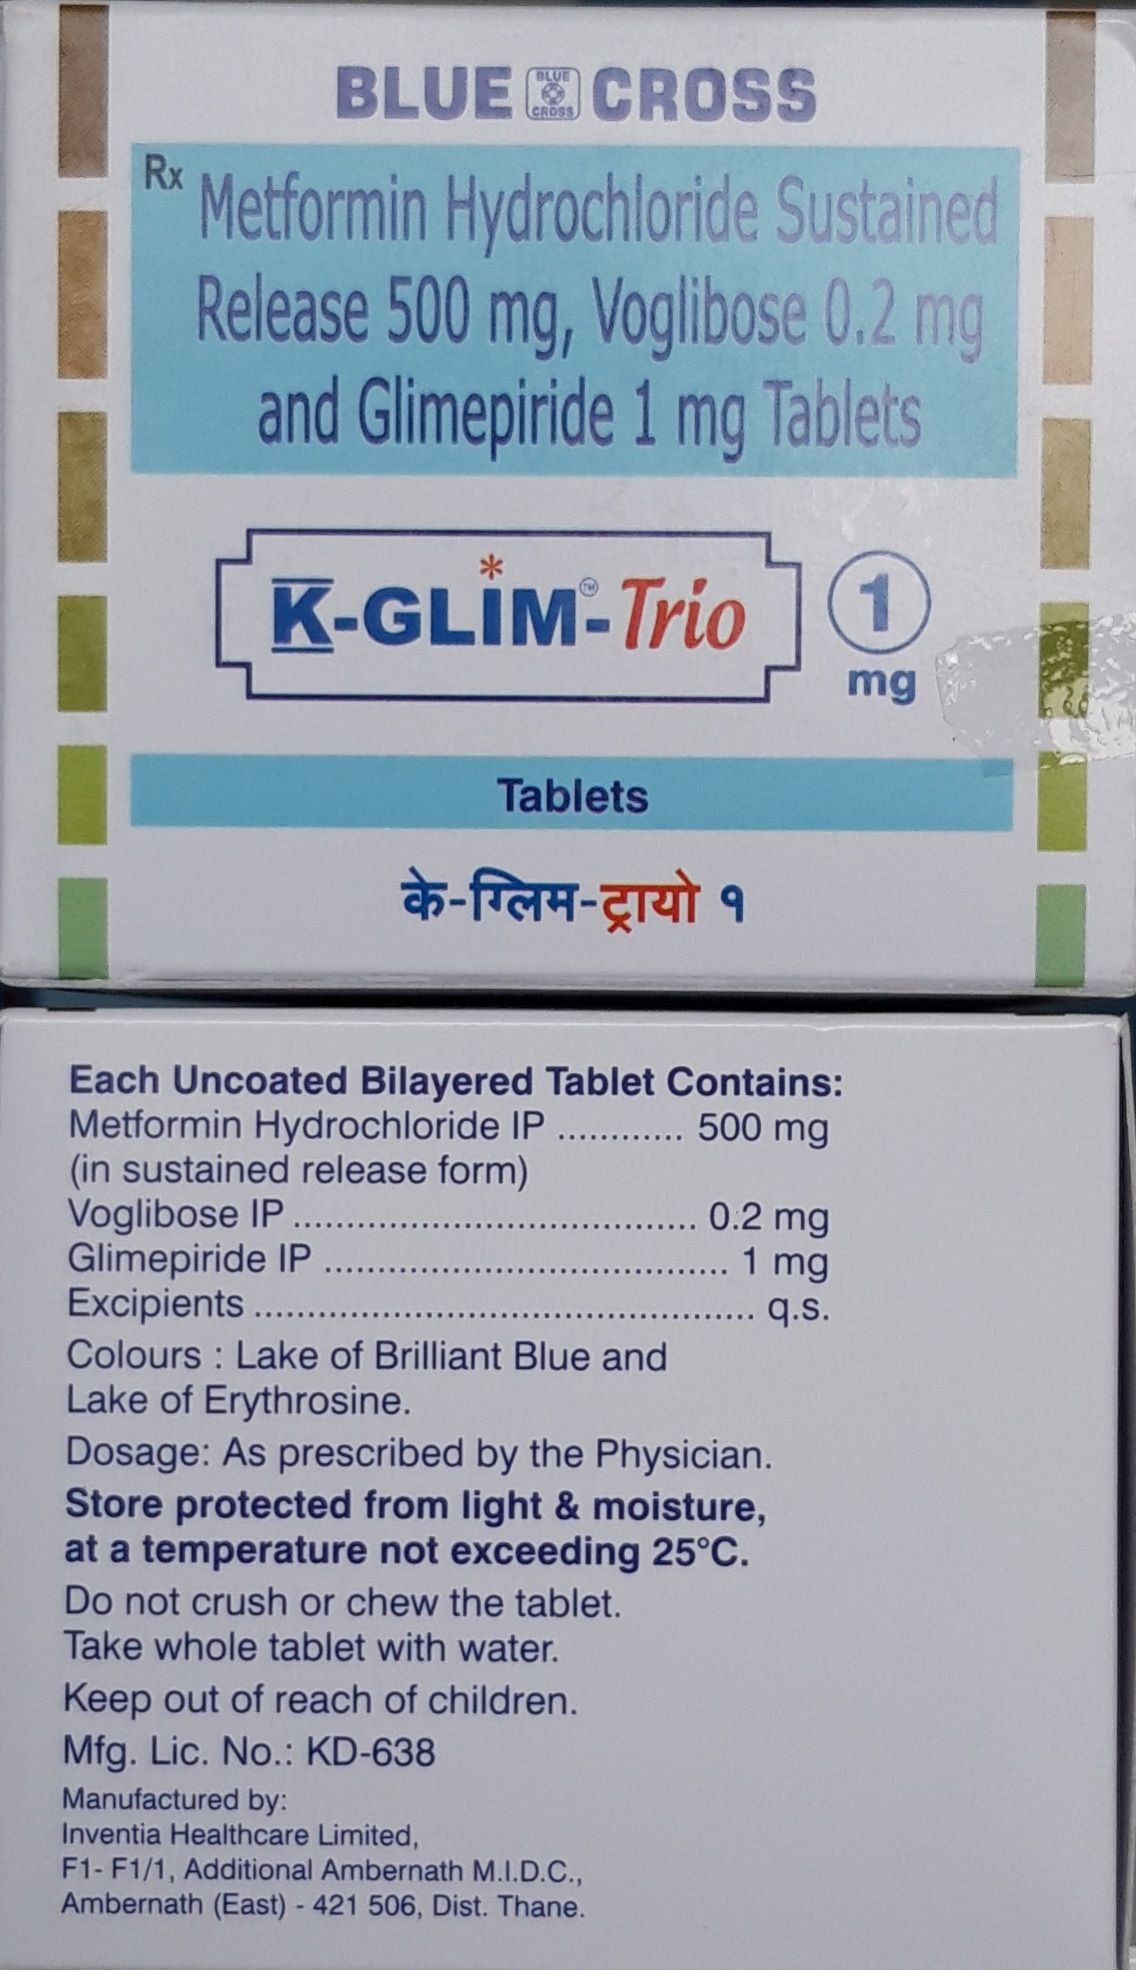 BLUE BLUE CROSS CROSS
Rx Metformin Hydrochloride Sustained
Release 500 mg, Voglibose 0.2 mg
and Glimepiride 1 mg Tablets
K-GLIM™-Trio 1
mg
Tablets
के-ग्लिम-ट्रायो १
Each Uncoated Bilayered Tablet Contains:
Metformin Hydrochloride IP ............ 500 mg
(in sustained release form)
Voglibose IP ...................................... 0.2 mg
Glimepiride IP ...................................... 1 mg
Excipients ............................................... q.s.
Colours : Lake of Brilliant Blue and
Lake of Erythrosine.
Dosage: As prescribed by the Physician.
Store protected from light & moisture,
at a temperature not exceeding 25°C.
Do not crush or chew the tablet.
Take whole tablet with water.
Keep out of reach of children.
Mfg. Lic. No.: KD-638
Manufactured by:
Inventia Healthcare Limited,
F1- F1/1, Additional Ambernath M.I.D.C.,
Ambernath (East) - 421 506, Dist. Thane.